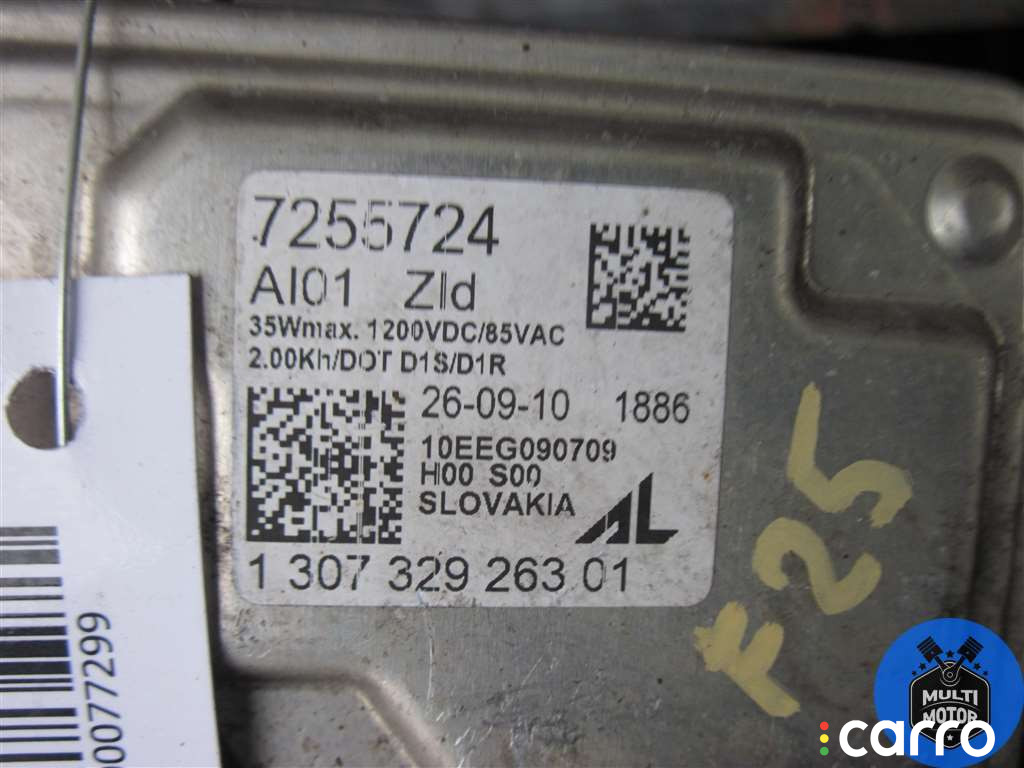 7255724
AI01 Zld
35Wmax. 1200VDC/85VAC
2.00Kh/DOT D1S/D1R
26-09-10 1886
10EEG090709
H00 S00
SLOVAKIA
AL
1 307 329 263 01
F25
00077299
MULTI
MOTOR
carro